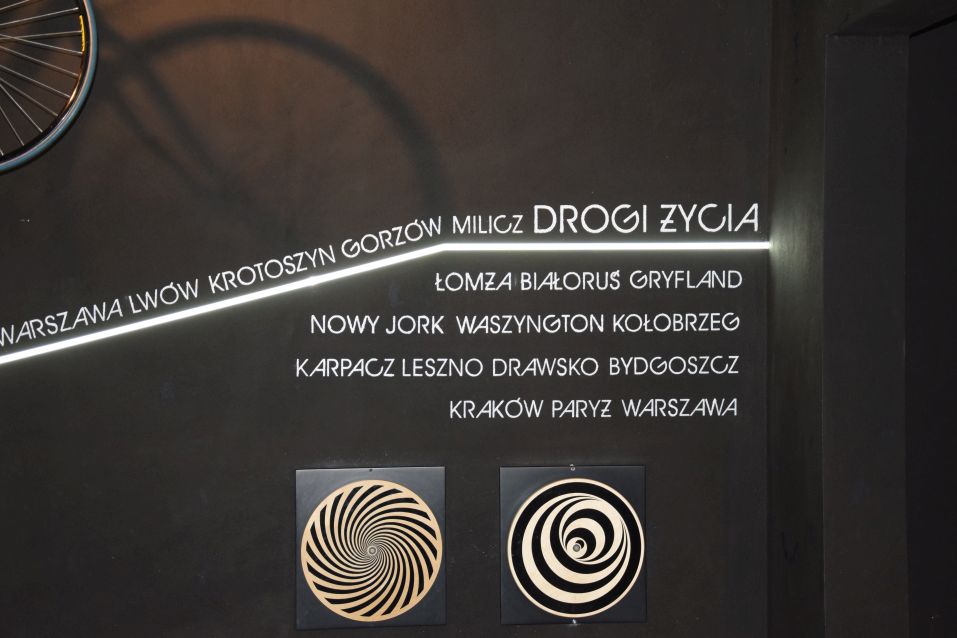 WARSZAWA LWÓW KROTOSZYN GORZÓW MILICZ DROGI ŻYCIA
ŁOMŻA BIAŁORUŚ GRYFLAND
NOWY JORK WASZYNGTON KOŁOBRZEG
KARPACZ LESZNO DRAWSKO BYDGOSZCZ
KRAKÓW PARYŻ WARSZAWA